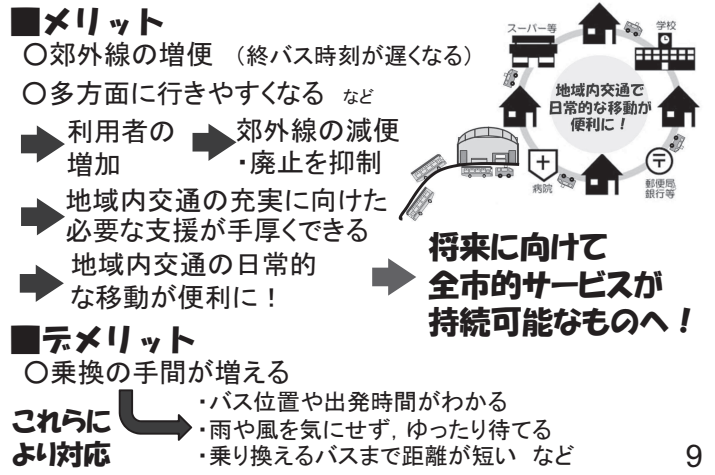 ■メリット
○郊外線の増便 （終バス時刻が遅くなる）
○多方面に行きやすくなる など
利用者の
増加
郊外線の減便
・廃止を抑制
地域内交通の充実に向けた
必要な支援が手厚くできる
地域内交通の日常的
な移動が便利に！
スーパー等
学校
地域内交通で
日常的な移動が
便利に！
病院
〒
郵便局
銀行等
将来に向けて
全市的サービスが
持続可能なものへ！
■デメリット
○乗換の手間が増える
これらに
より対応
・バス位置や出発時間がわかる
・雨や風を気にせず，ゆったり待てる
・乗り換えるバスまで距離が短い など
9